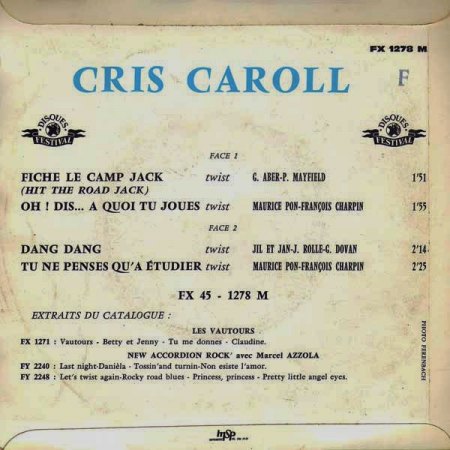 FX 1278 M
CRIS CAROLL
F
DISQUES FESTIVAL
DISQUES FESTIVAL
FACE 1
FICHE LE CAMP JACK twist G. ABER-P. MAYFIELD 1'51
(HIT THE ROAD JACK)
OH ! DIS... A QUOI TU JOUES twist MAURICE PON-FRANÇOIS CHARPIN 1'55
FACE 2
DANG DANG twist JIL ET JAN-J. ROLLE-G. DOVAN 2'14
TU NE PENSES QU'A ÉTUDIER twist MAURICE PON-FRANÇOIS CHARPIN 2'25
FX 45 - 1278 M
EXTRAITS DU CATALOGUE :
LES VAUTOURS
FX 1271 : Vautours - Betty et Jenny - Tu me donnes - Claudine.
NEW ACCORDION ROCK' avec Marcel AZZOLA
FY 2240 : Last night-Danièla - Tossin'and turnin-Non esiste l'amor.
FY 2248 : Let's twist again-Rocky road blues - Princess, princess - Pretty little angel eyes.
PHOTO FERENBACH
msp